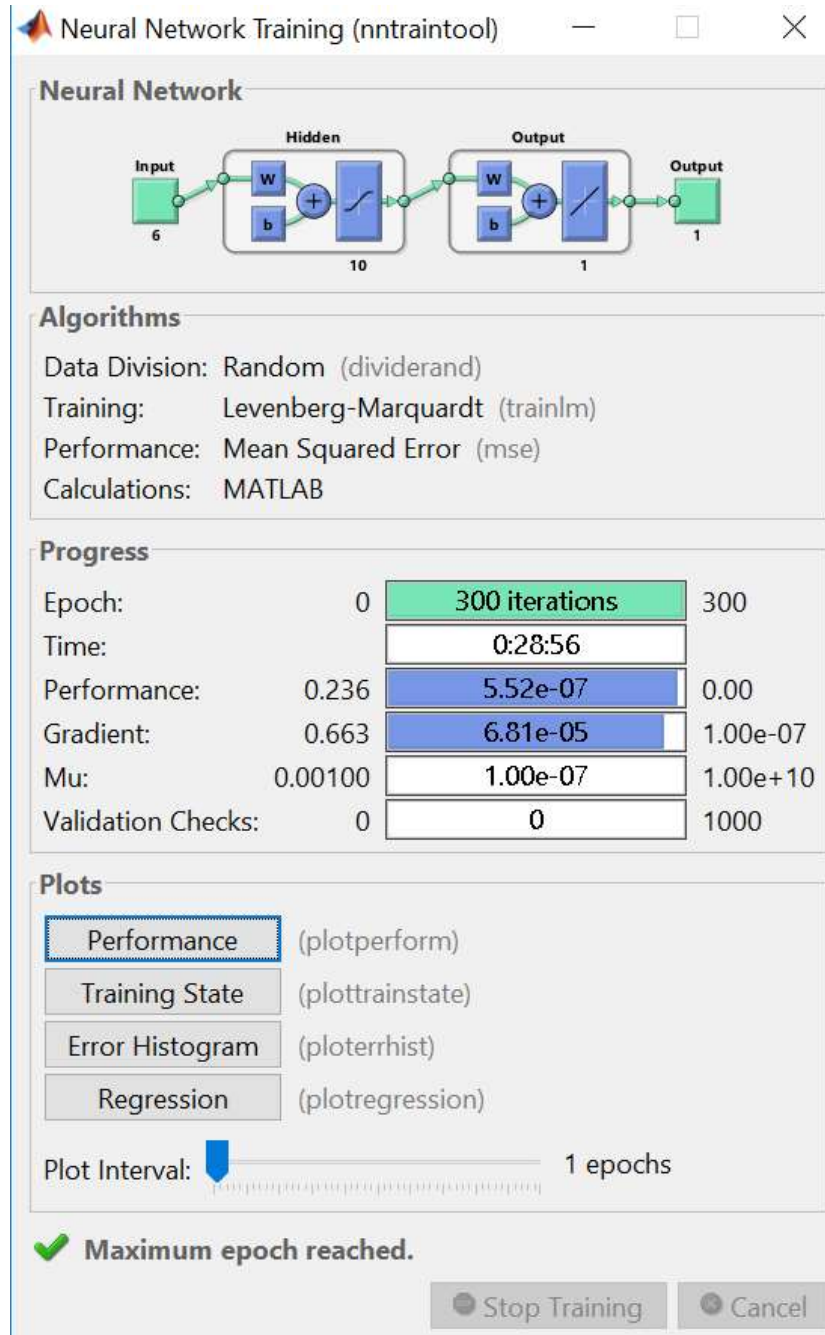 Neural Network Training (nntraintool)
Neural Network
Hidden Output
Input Output
W W
+ +
b b
6 1
10 1
Algorithms
Data Division: Random (dividerand)
Training: Levenberg-Marquardt (trainlm)
Performance: Mean Squared Error (mse)
Calculations: MATLAB
Progress
Epoch: 0 300 iterations 300
Time: 0:28:56
Performance: 0.236 5.52e-07 0.00
Gradient: 0.663 6.81e-05 1.00e-07
Mu: 0.00100 1.00e-07 1.00e+10
Validation Checks: 0 0 1000
Plots
Performance (plotperform)
Training State (plottrainstate)
Error Histogram (ploterrhist)
Regression (plotregression)
Plot Interval: 1 epochs
Maximum epoch reached.
Stop Training Cancel